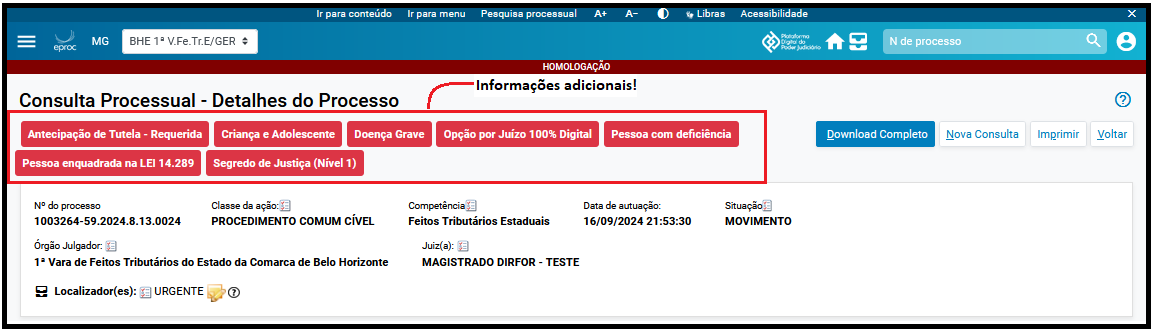 Ir para conteúdo Ir para menu Pesquisa processual A+ A− Libras Acessibilidade ×
eproc MG BHE 1ª V.Fe.Tr.E/GER Plataforma Digital do Poder Judiciário N de processo
HOMOLOGAÇÃO
Informações adicionais!
Consulta Processual - Detalhes do Processo
Antecipação de Tutela - Requerida Criança e Adolescente Doença Grave Opção por Juízo 100% Digital Pessoa com deficiência Download Completo Nova Consulta Imprimir Voltar
Pessoa enquadrada na LEI 14.289 Segredo de Justiça (Nível 1)
Nº do processo Classe da ação: Competência Data de autuação: Situação
1003264-59.2024.8.13.0024 PROCEDIMENTO COMUM CÍVEL Feitos Tributários Estaduais 16/09/2024 21:53:30 MOVIMENTO
Órgão Julgador: Juiz(a):
1ª Vara de Feitos Tributários do Estado da Comarca de Belo Horizonte MAGISTRADO DIRFOR - TESTE
Localizador(es): URGENTE